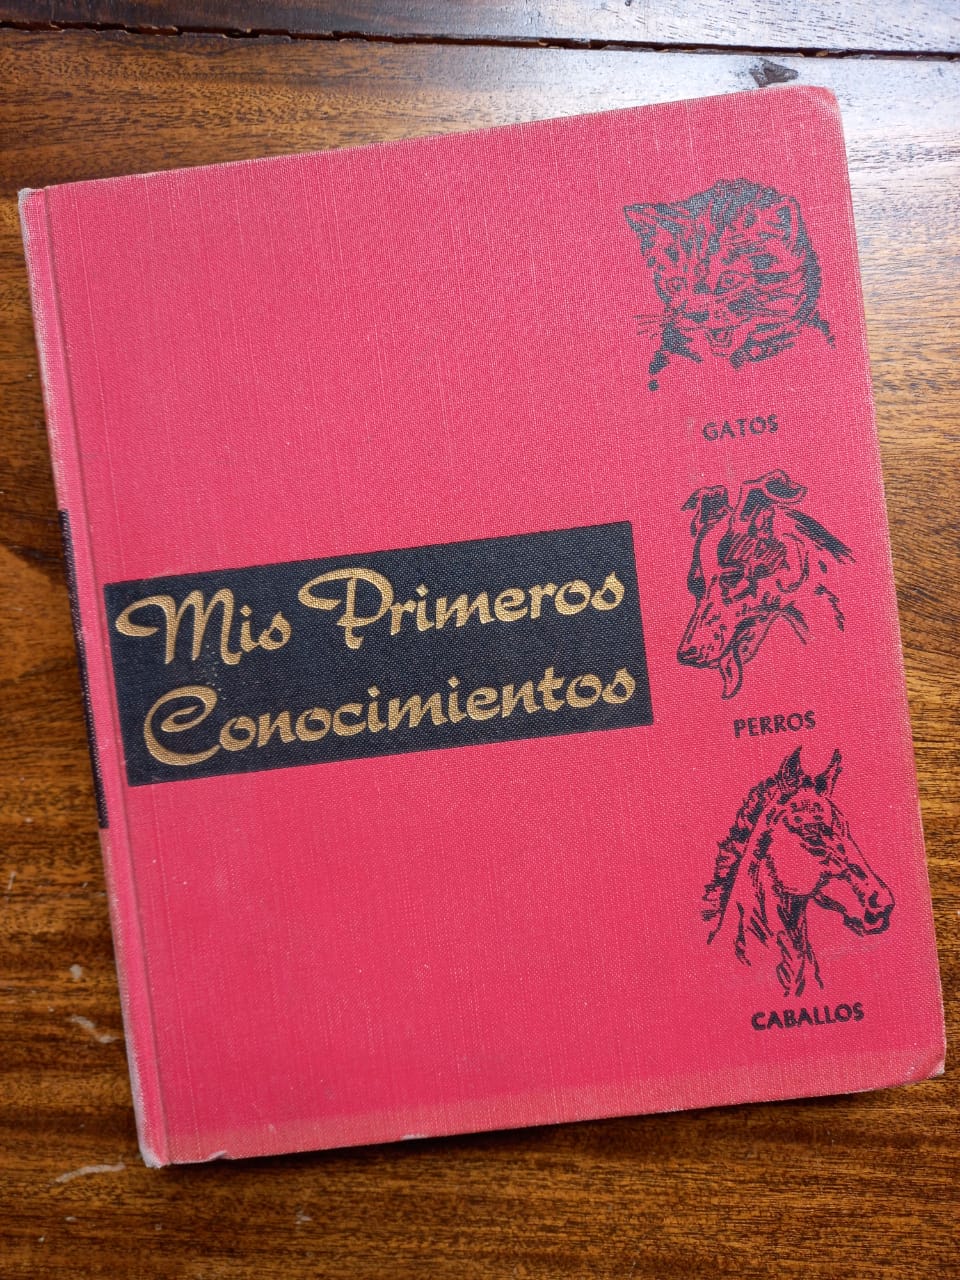 Mis Primeros
Conocimientos
GATOS
PERROS
CABALLOS